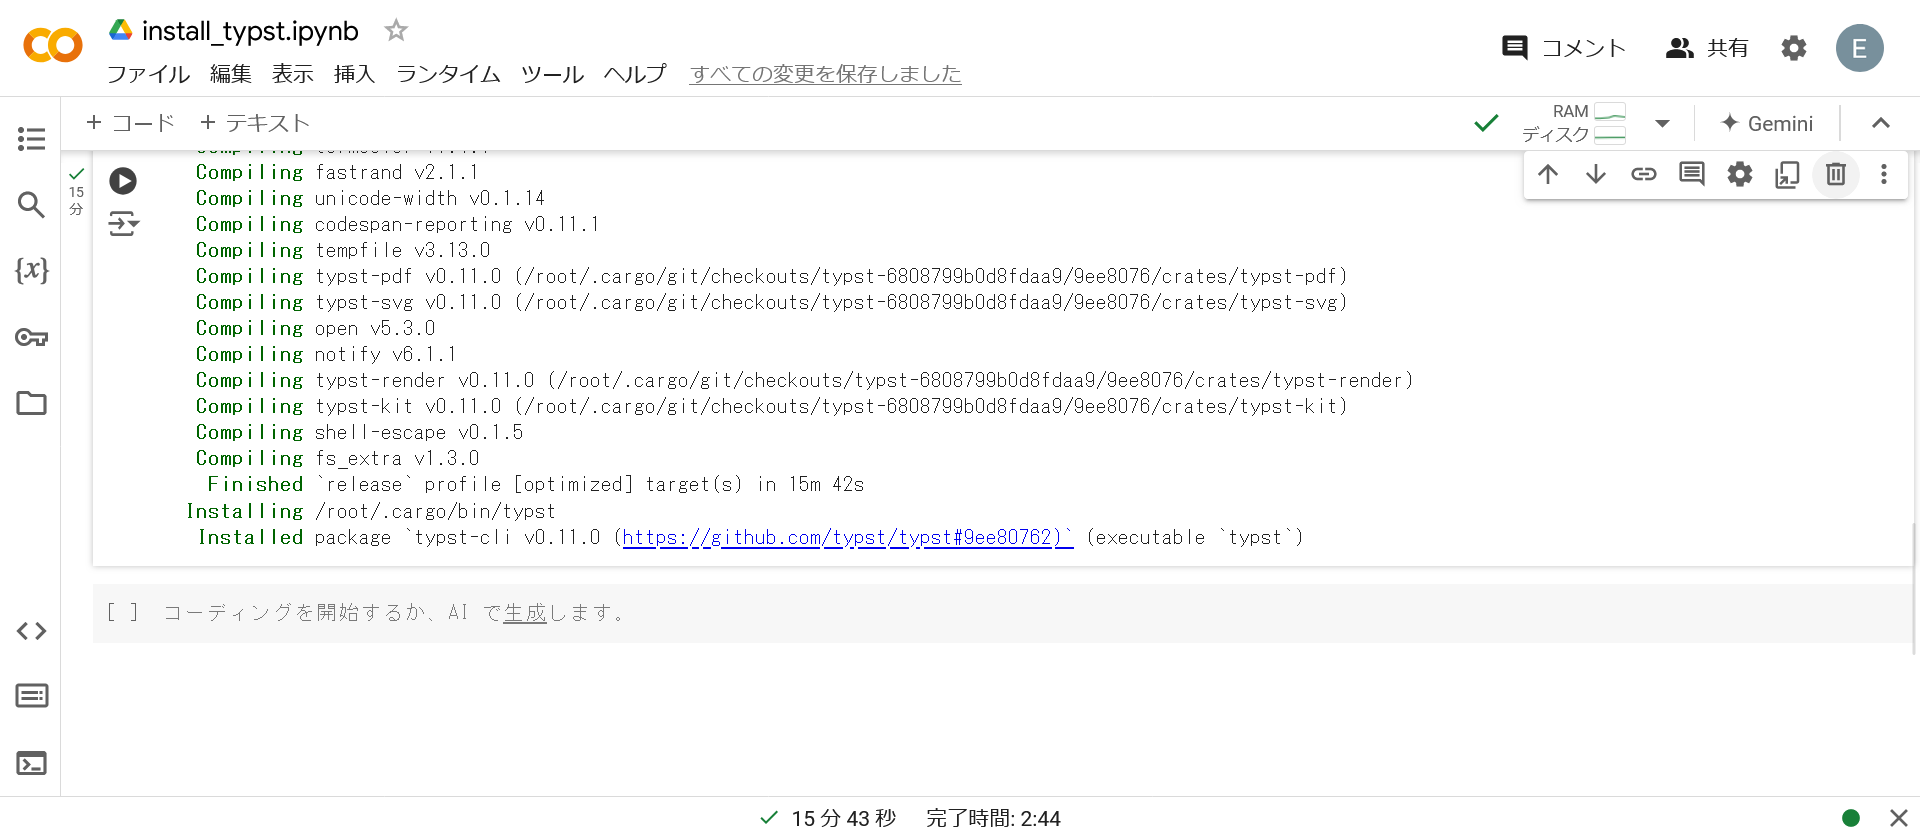 install_typst.ipynb
コメント
共有
E
ファイル 編集 表示 挿入 ランタイム ツール ヘルプ すべての変更を保存しました
+ コード + テキスト
RAM
ディスク
Gemini
15
分
Compiling fastrand v2.1.1
Compiling unicode-width v0.1.14
Compiling codespan-reporting v0.11.1
Compiling tempfile v3.13.0
Compiling typst-pdf v0.11.0 (/root/.cargo/git/checkouts/typst-6808799b0d8fdaa9/9ee8076/crates/typst-pdf)
Compiling typst-svg v0.11.0 (/root/.cargo/git/checkouts/typst-6808799b0d8fdaa9/9ee8076/crates/typst-svg)
Compiling open v5.3.0
Compiling notify v6.1.1
Compiling typst-render v0.11.0 (/root/.cargo/git/checkouts/typst-6808799b0d8fdaa9/9ee8076/crates/typst-render)
Compiling typst-kit v0.11.0 (/root/.cargo/git/checkouts/typst-6808799b0d8fdaa9/9ee8076/crates/typst-kit)
Compiling shell-escape v0.1.5
Compiling fs_extra v1.3.0
Finished `release` profile [optimized] target(s) in 15m 42s
Installing /root/.cargo/bin/typst
Installed package `typst-cli v0.11.0 (https://github.com/typst/typst#9ee80762)` (executable `typst`)
[ ] コーディングを開始するか、AI で生成します。
15 分 43 秒 完了時間: 2:44